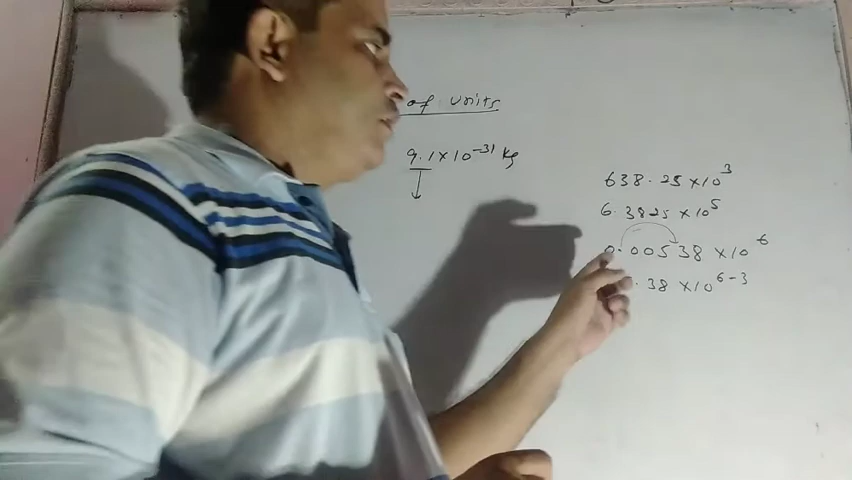 of units
9.1×10⁻³¹ kg
638.25 ×10³
6.3825 ×10⁵
0.00538 ×10⁶
.38 ×10⁶⁻³